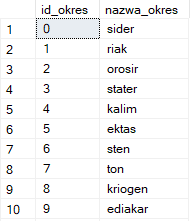 id_okres nazwa_okres
1 0 sider
2 1 riak
3 2 orosir
4 3 stater
5 4 kalim
6 5 ektas
7 6 sten
8 7 ton
9 8 kriogen
10 9 ediakar